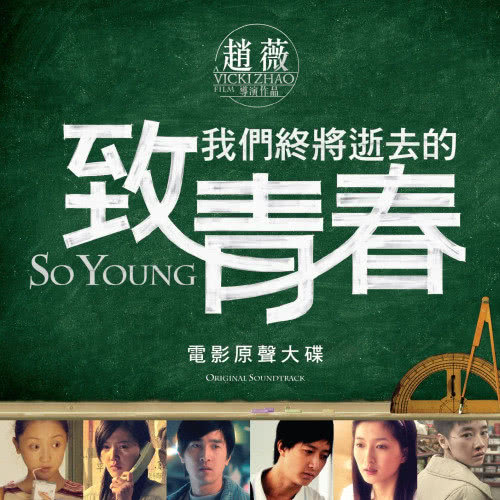 趙薇
A VICKI ZHAO
FILM 導演作品
致我們終將逝去的
青春
SO YOUNG
電影原聲大碟
ORIGINAL SOUNDTRACK